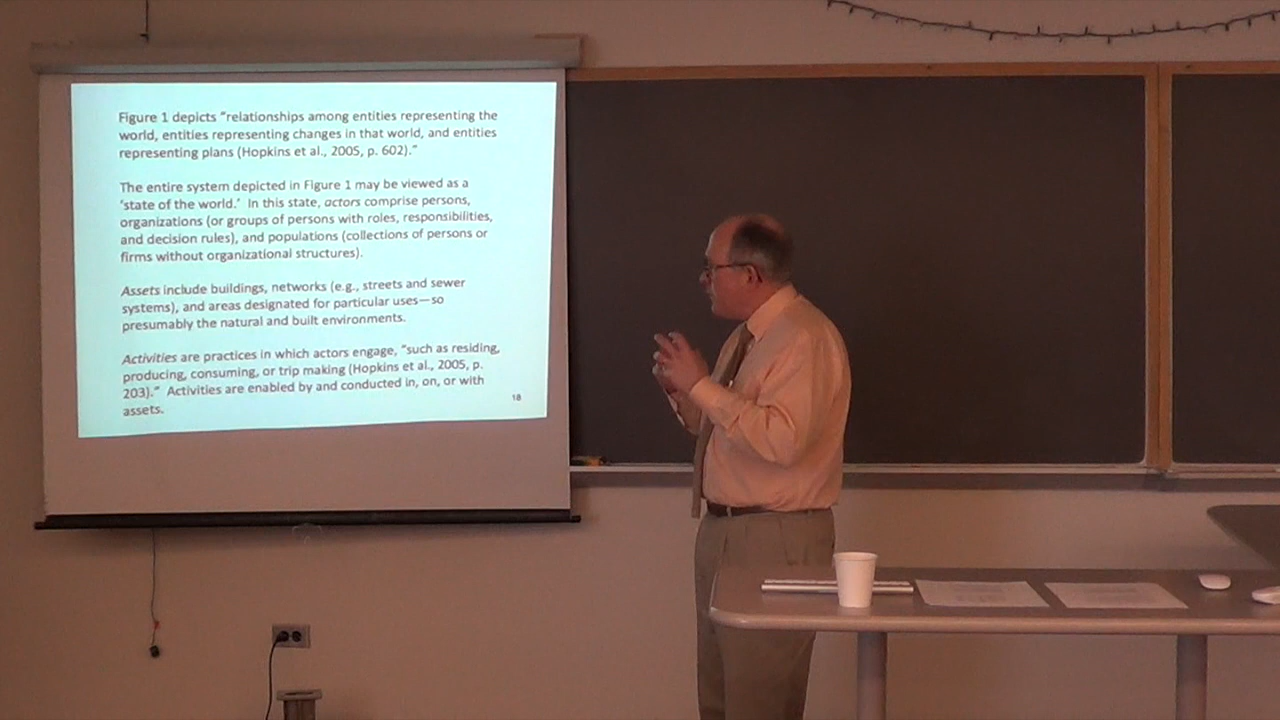 Figure 1 depicts “relationships among entities representing the
world, entities representing changes in that world, and entities
representing plans (Hopkins et al., 2005, p. 602).”
The entire system depicted in Figure 1 may be viewed as a
‘state of the world.’ In this state, actors comprise persons,
organizations (or groups of persons with roles, responsibilities,
and decision rules), and populations (collections of persons or
firms without organizational structures).
Assets include buildings, networks (e.g., streets and sewer
systems), and areas designated for particular uses—so
presumably the natural and built environments.
Activities are practices in which actors engage, “such as residing,
producing, consuming, or trip making (Hopkins et al., 2005, p.
203).” Activities are enabled by and conducted in, on, or with
assets.
18